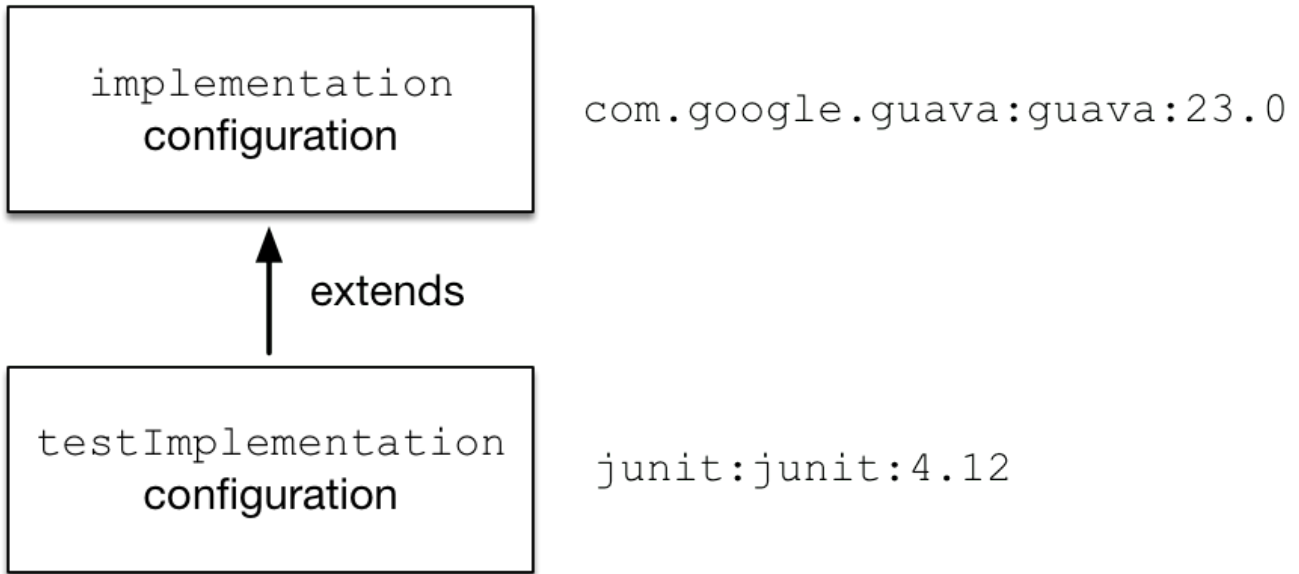 implementation
configuration
com.google.guava:guava:23.0
extends
testImplementation
configuration
junit:junit:4.12